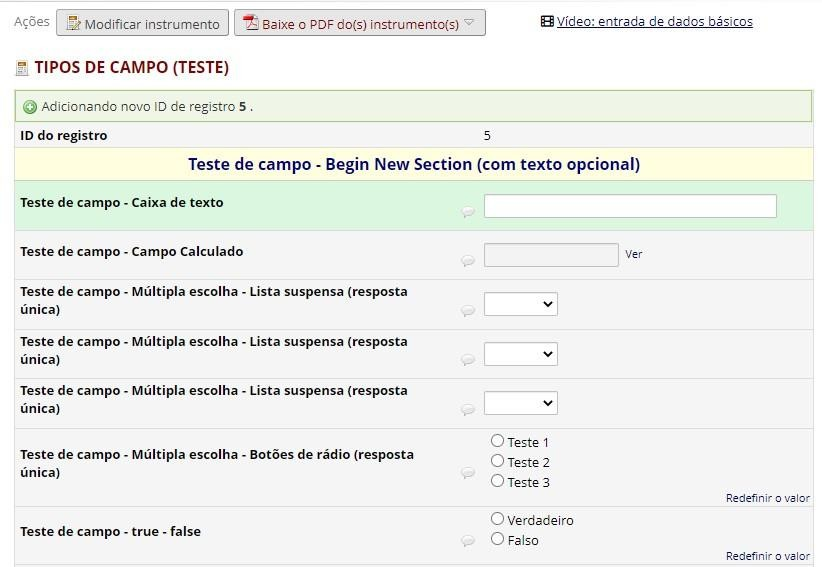 Ações Modificar instrumento Baixe o PDF do(s) instrumento(s) Vídeo: entrada de dados básicos
TIPOS DE CAMPO (TESTE)
Adicionando novo ID de registro 5 .
ID do registro 5
Teste de campo - Begin New Section (com texto opcional)
Teste de campo - Caixa de texto
Teste de campo - Campo Calculado Ver
Teste de campo - Múltipla escolha - Lista suspensa (resposta
única)
Teste de campo - Múltipla escolha - Lista suspensa (resposta
única)
Teste de campo - Múltipla escolha - Lista suspensa (resposta
única)
Teste de campo - Múltipla escolha - Botões de rádio (resposta
única)
Teste 1
Teste 2
Teste 3
Redefinir o valor
Teste de campo - true - false
Verdadeiro
Falso
Redefinir o valor